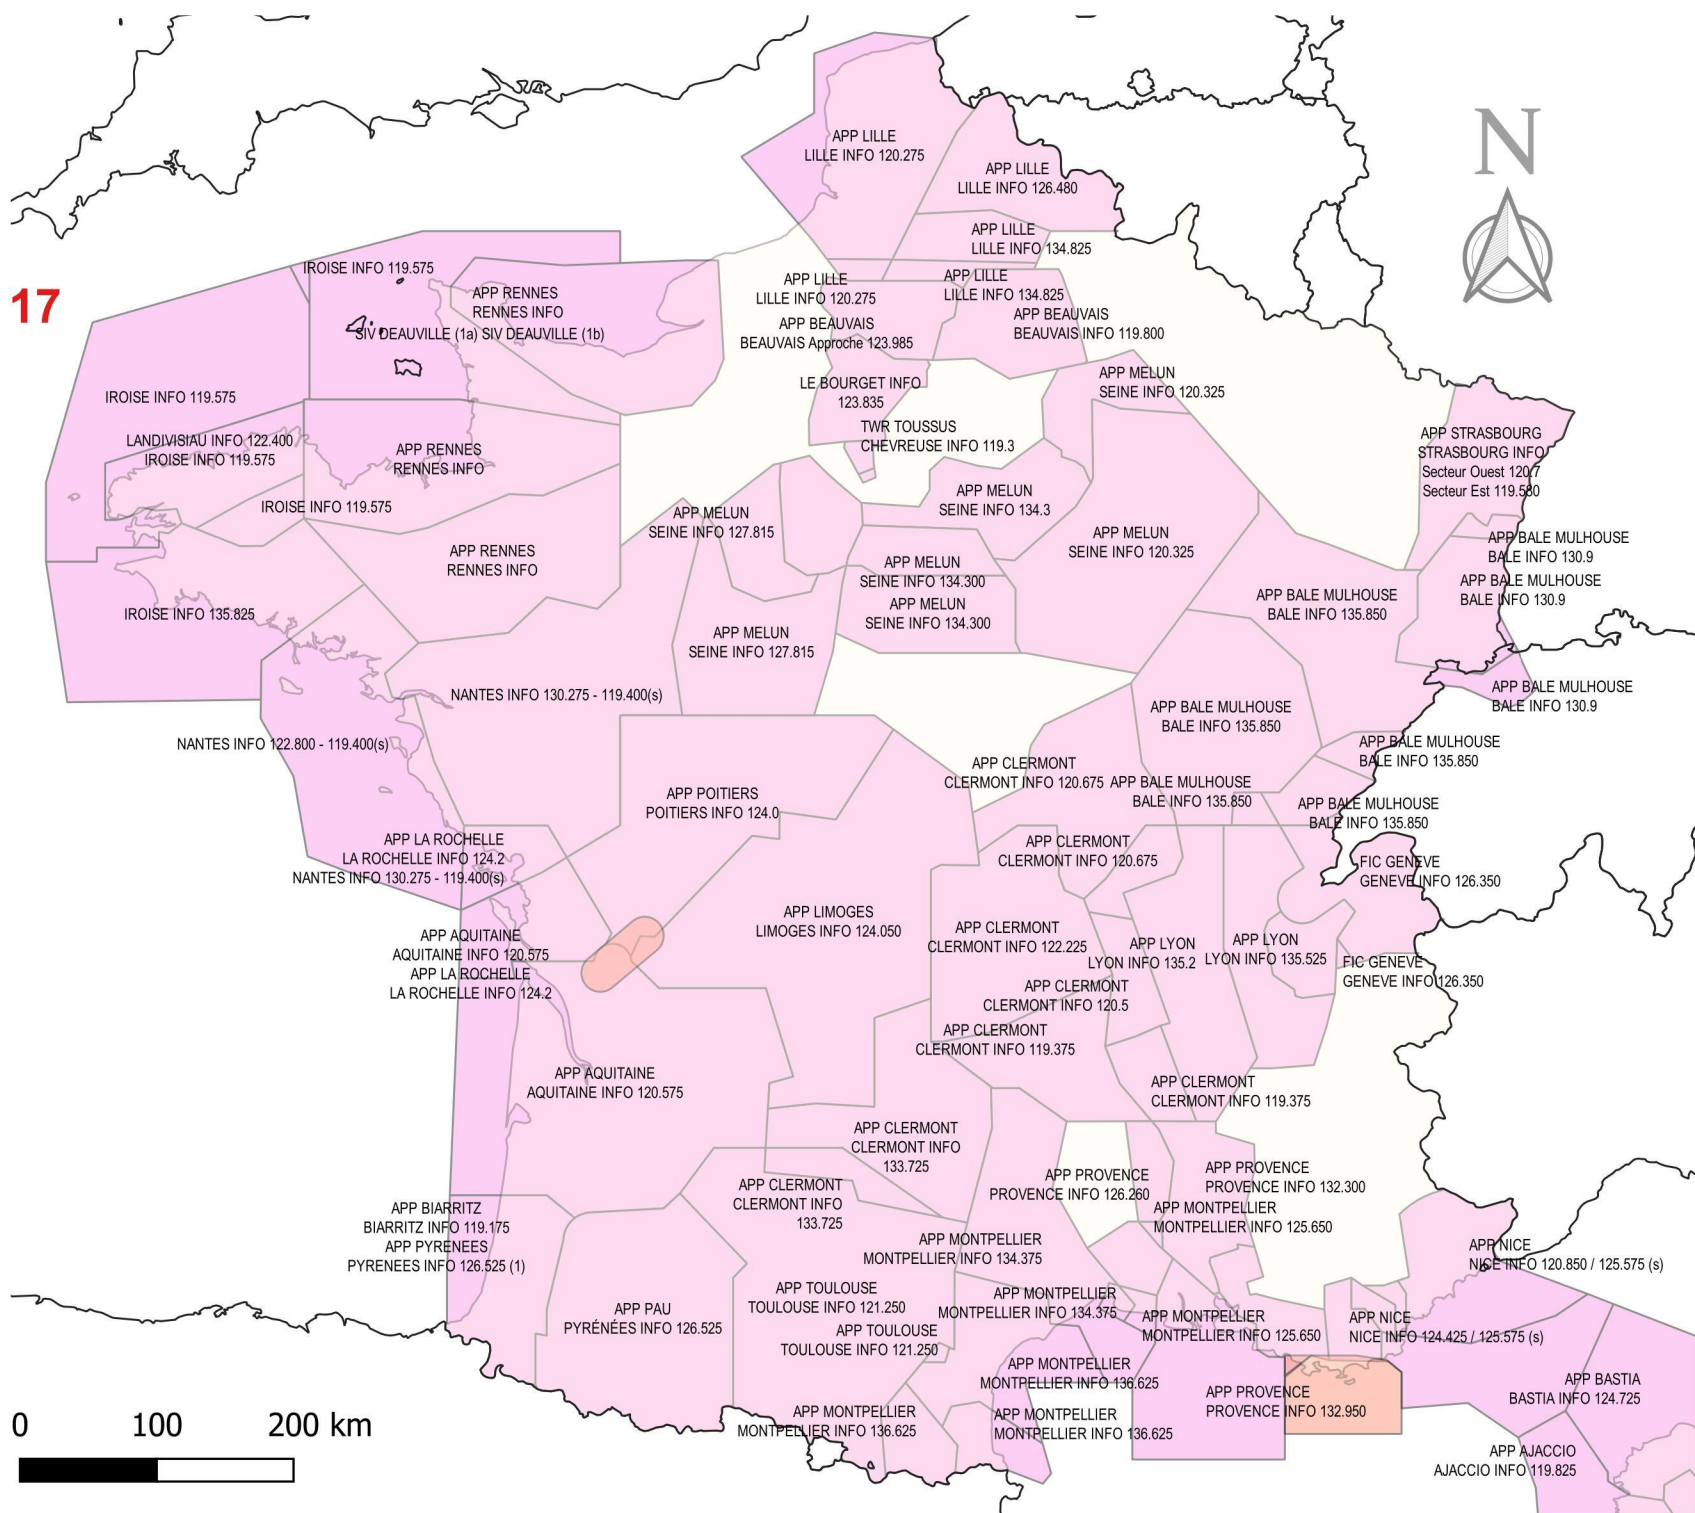 N
17
APP LILLE
LILLE INFO 120.275
APP LILLE
LILLE INFO 126.480
APP LILLE
LILLE INFO 134.825
IROISE INFO 119.575
APP LILLE
LILLE INFO 120.275
APP LILLE
LILLE INFO 134.825
APP RENNES
RENNES INFO
SIV DEAUVILLE (1a) SIV DEAUVILLE (1b)
APP BEAUVAIS
BEAUVAIS Approche 123.985
APP BEAUVAIS
BEAUVAIS INFO 119.800
LE BOURGET INFO
123.835
APP MELUN
SEINE INFO 120.325
IROISE INFO 119.575
TWR TOUSSUS
CHEVREUSE INFO 119.3
APP STRASBOURG
STRASBOURG INFO
Secteur Ouest 120.7
Secteur Est 119.580
LANDIVISIAU INFO 122.400
IROISE INFO 119.575
APP RENNES
RENNES INFO
IROISE INFO 119.575
APP MELUN
SEINE INFO 134.3
APP MELUN
SEINE INFO 127.815
APP MELUN
SEINE INFO 120.325
APP BALE MULHOUSE
BALE INFO 130.9
APP RENNES
RENNES INFO
APP MELUN
SEINE INFO 134.300
APP BALE MULHOUSE
BALE INFO 130.9
APP BALE MULHOUSE
BALE INFO 135.850
APP MELUN
SEINE INFO 134.300
IROISE INFO 135.825
APP MELUN
SEINE INFO 127.815
NANTES INFO 130.275 - 119.400(s)
APP BALE MULHOUSE
BALE INFO 130.9
APP BALE MULHOUSE
BALE INFO 135.850
NANTES INFO 122.800 - 119.400(s)
APP BALE MULHOUSE
BALE INFO 135.850
APP CLERMONT
CLERMONT INFO 120.675
APP BALE MULHOUSE
BALE INFO 135.850
APP POITIERS
POITIERS INFO 124.0
APP BALE MULHOUSE
BALE INFO 135.850
APP LA ROCHELLE
LA ROCHELLE INFO 124.2
NANTES INFO 130.275 - 119.400(s)
APP CLERMONT
CLERMONT INFO 120.675
FIC GENEVE
GENEVE INFO 126.350
APP LIMOGES
LIMOGES INFO 124.050
APP CLERMONT
CLERMONT INFO 122.225
APP LYON
LYON INFO 135.2
APP LYON
LYON INFO 135.525
APP AQUITAINE
AQUITAINE INFO 120.575
APP LA ROCHELLE
LA ROCHELLE INFO 124.2
FIC GENEVE
GENEVE INFO 126.350
APP CLERMONT
CLERMONT INFO 120.5
APP CLERMONT
CLERMONT INFO 119.375
APP AQUITAINE
AQUITAINE INFO 120.575
APP CLERMONT
CLERMONT INFO 119.375
APP CLERMONT
CLERMONT INFO
133.725
APP PROVENCE
PROVENCE INFO 126.260
APP PROVENCE
PROVENCE INFO 132.300
APP CLERMONT
CLERMONT INFO
133.725
APP BIARRITZ
BIARRITZ INFO 119.175
APP PYRENEES
PYRENEES INFO 126.525 (1)
APP MONTPELLIER
MONTPELLIER INFO 125.650
APP MONTPELLIER
MONTPELLIER INFO 134.375
APP NICE
NICE INFO 120.850 / 125.575 (s)
APP TOULOUSE
TOULOUSE INFO 121.250
APP MONTPELLIER
MONTPELLIER INFO 134.375
APP PAU
PYRÉNÉES INFO 126.525
APP TOULOUSE
TOULOUSE INFO 121.250
APP MONTPELLIER
MONTPELLIER INFO 125.650
APP NICE
NICE INFO 124.425 / 125.575 (s)
APP MONTPELLIER
MONTPELLIER INFO 136.625
APP PROVENCE
PROVENCE INFO 132.950
APP BASTIA
BASTIA INFO 124.725
APP MONTPELLIER
MONTPELLIER INFO 136.625
APP MONTPELLIER
MONTPELLIER INFO 136.625
APP AJACCIO
AJACCIO INFO 119.825
0 100 200 km